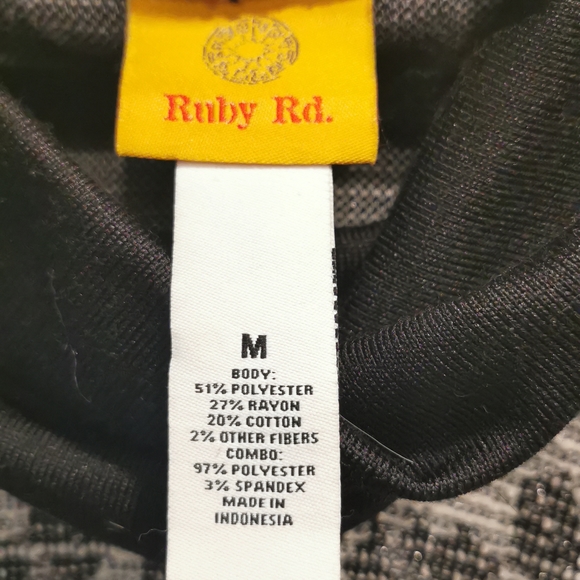 Ruby Rd.
M
BODY:
51% POLYESTER
27% RAYON
20% COTTON
2% OTHER FIBERS
COMBO:
97% POLYESTER
3% SPANDEX
MADE IN
INDONESIA